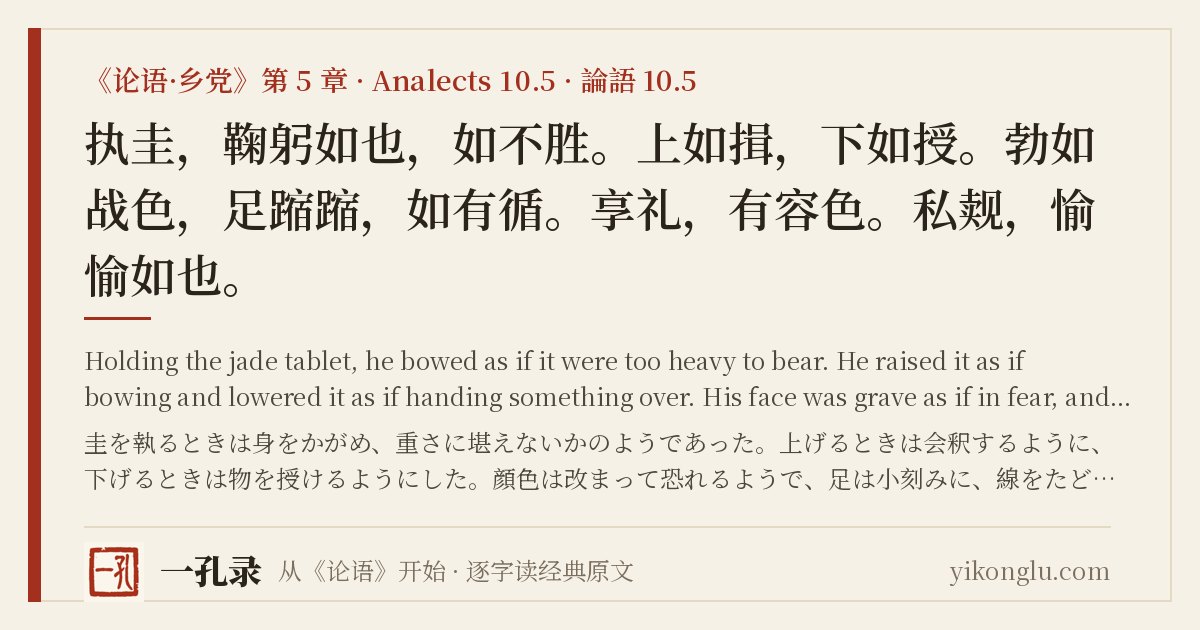 《论语·乡党》第 5 章 · Analects 10.5 · 論語 10.5
执圭，鞠躬如也，如不胜。上如揖，下如授。勃如
战色，足蹜蹜，如有循。享礼，有容色。私觌，愉
愉如也。
Holding the jade tablet, he bowed as if it were too heavy to bear. He raised it as if
bowing and lowered it as if handing something over. His face was grave as if in fear, and...
圭を執るときは身をかがめ、重さに堪えないかのようであった。上げるときは会釈するように、
下げるときは物を授けるようにした。顔色は改まって恐れるようで、足は小刻みに、線をたど…
一孔
一孔录 从《论语》开始 · 逐字读经典原文 yikonglu.com